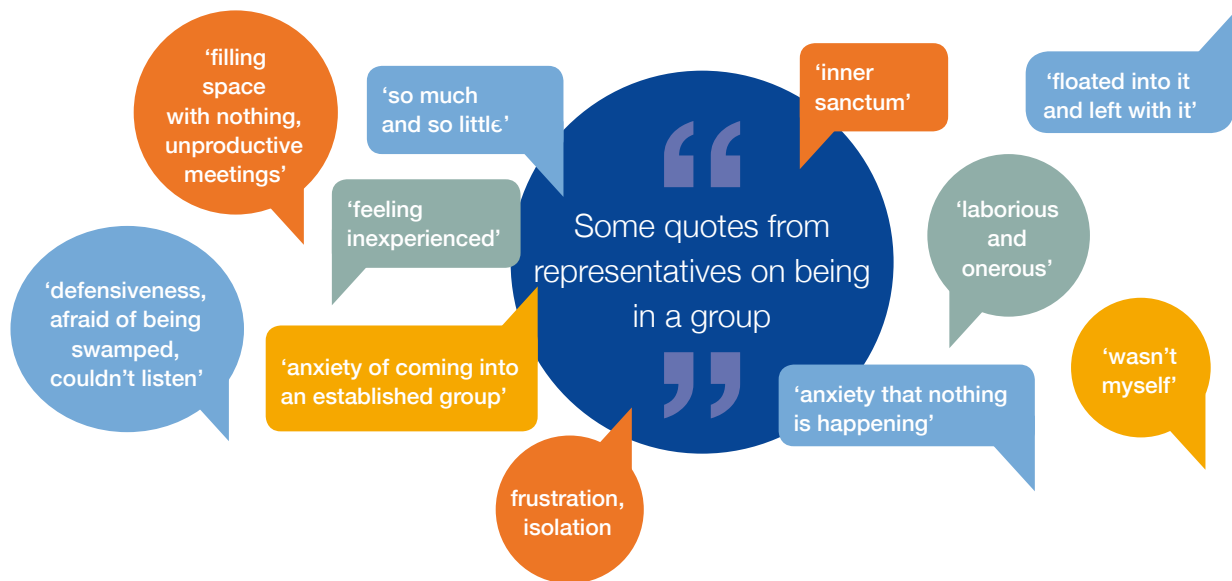 ‘filling
space
with nothing,
unproductive
meetings’
‘so much
and so little’
‘inner
sanctum’
‘floated into it
and left with it’
‘feeling
inexperienced’
“
Some quotes from
representatives on being
in a group
”
‘laborious
and
onerous’
‘defensiveness,
afraid of being
swamped,
couldn’t listen’
‘anxiety of coming into
an established group’
‘anxiety that nothing
is happening’
‘wasn’t
myself’
frustration,
isolation